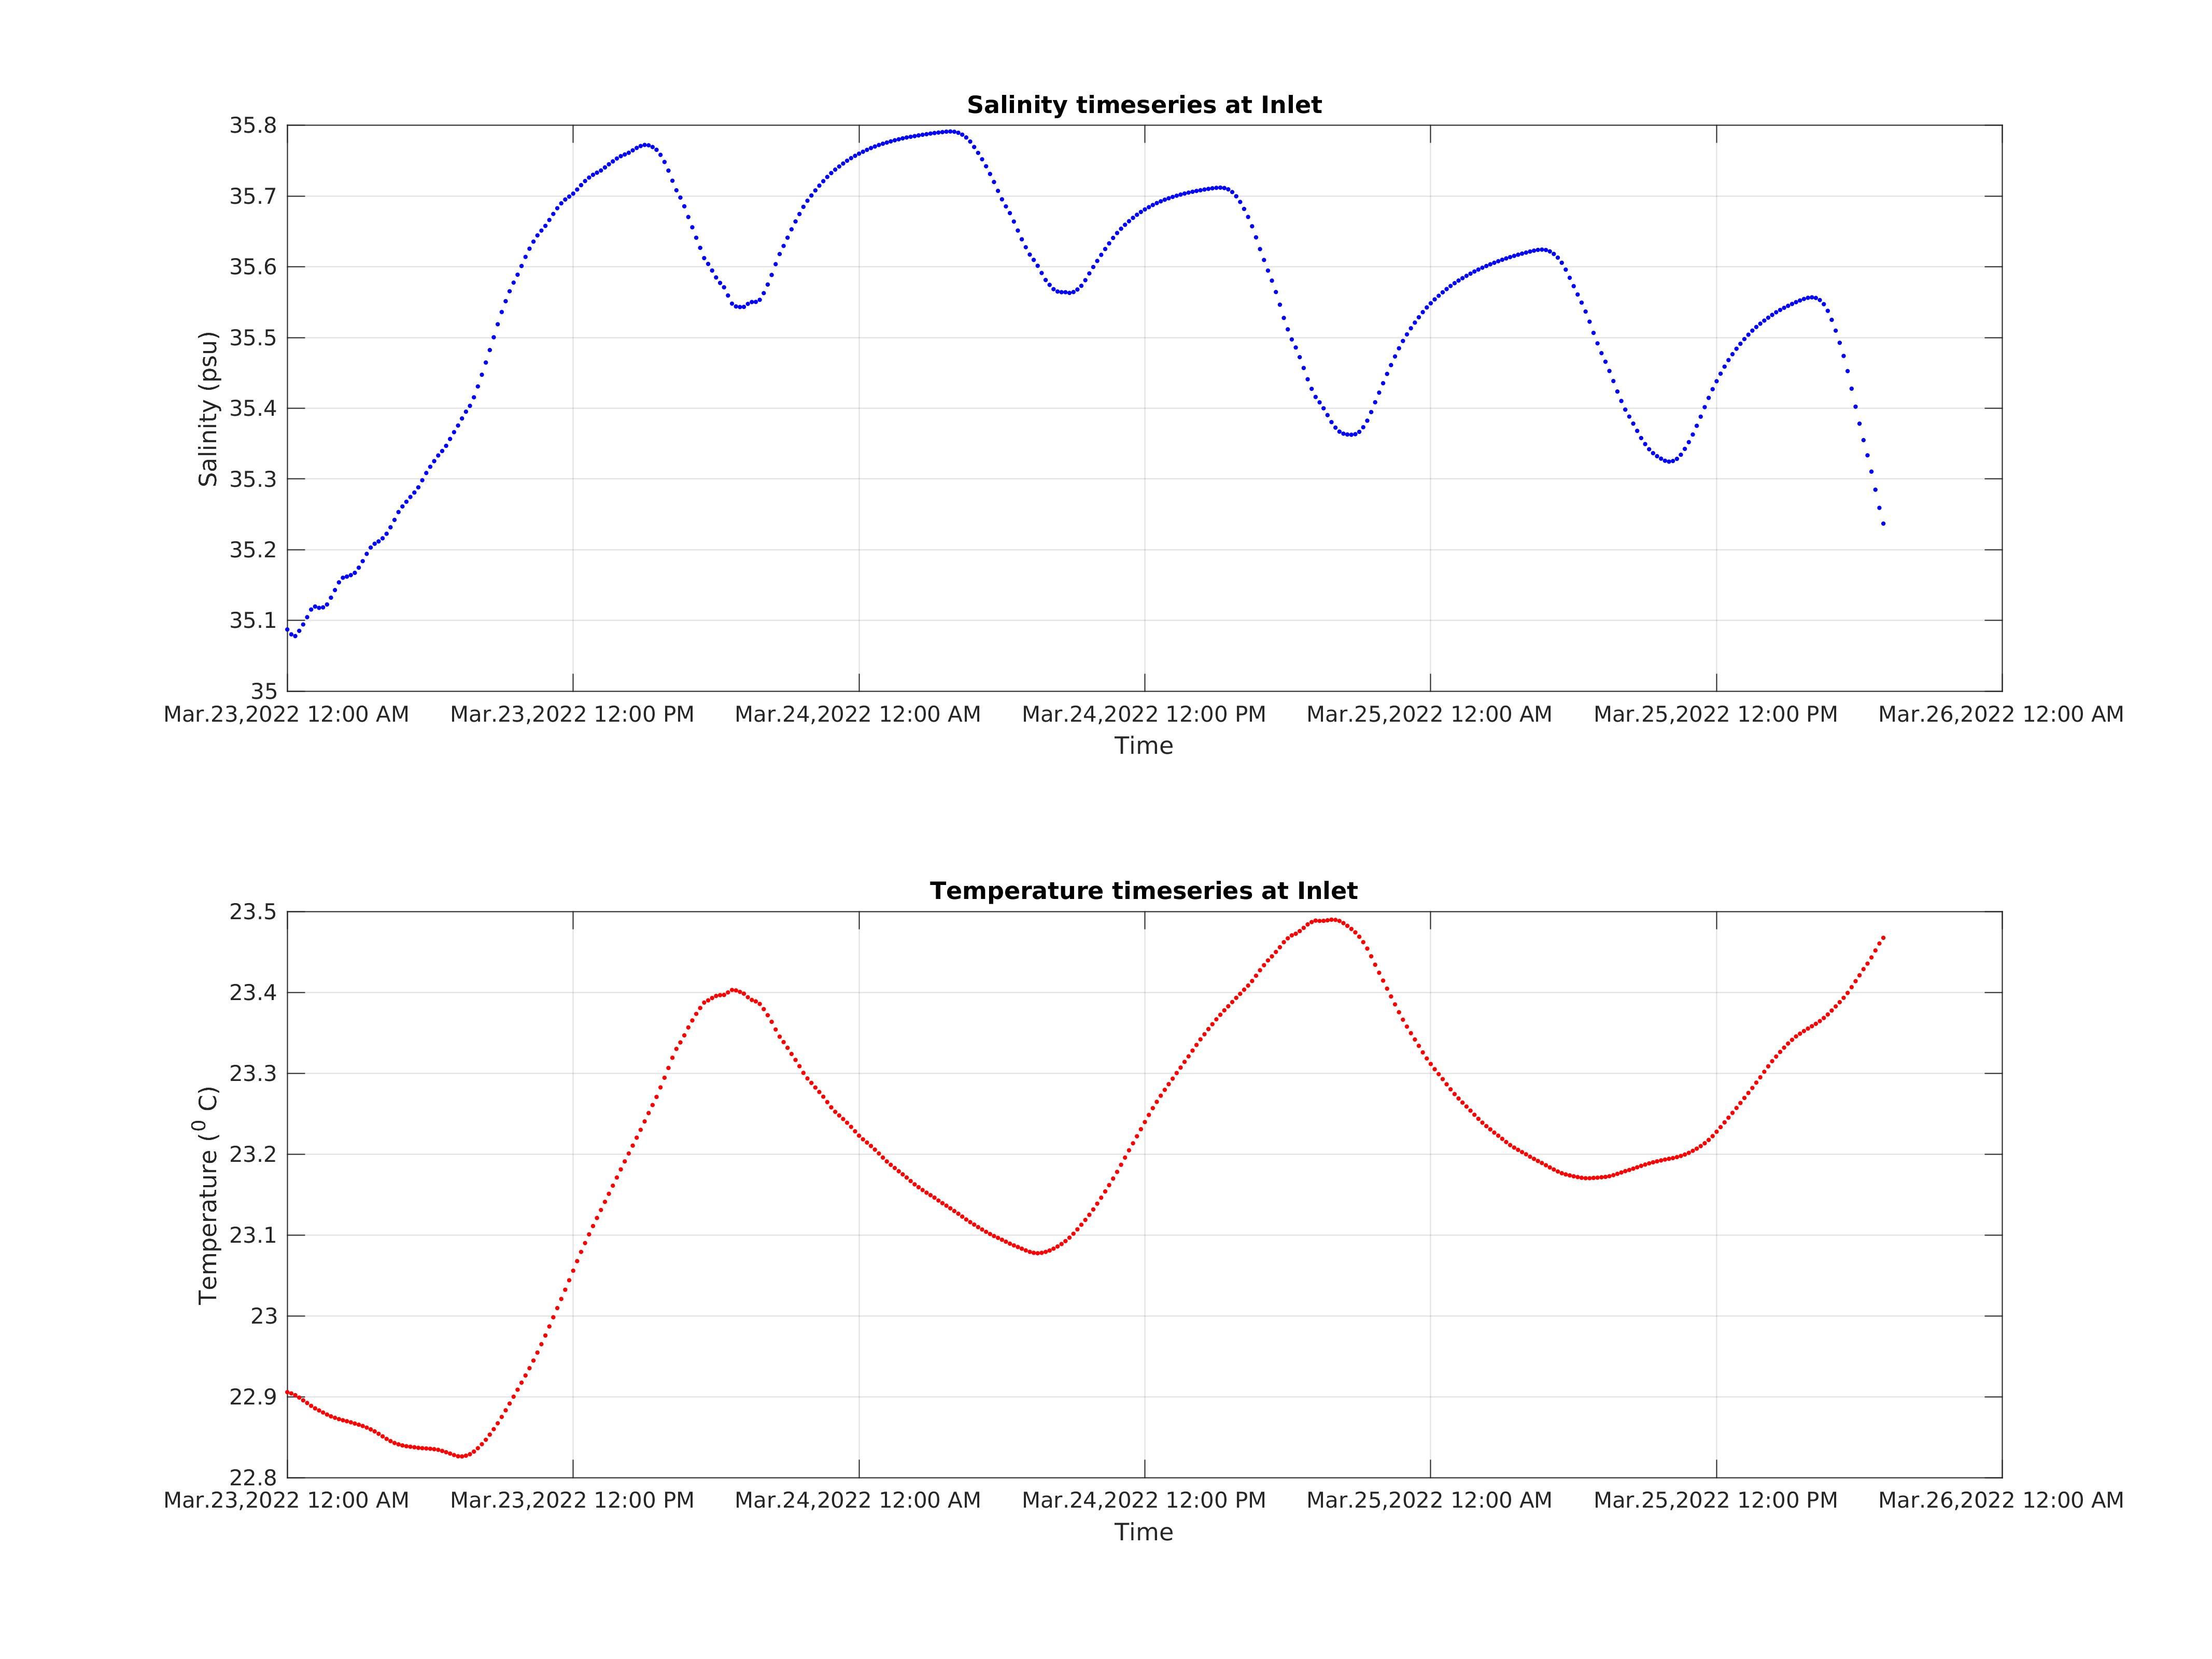 Salinity timeseries at Inlet
35.8
35.7
35.6
35.5
35.4
35.3
35.2
35.1
35
Salinity (psu)
Mar.23,2022 12:00 AM Mar.23,2022 12:00 PM Mar.24,2022 12:00 AM Mar.24,2022 12:00 PM Mar.25,2022 12:00 AM Mar.25,2022 12:00 PM Mar.26,2022 12:00 AM
Time
Temperature timeseries at Inlet
23.5
23.4
23.3
23.2
23.1
23
22.9
22.8
Temperature (⁰ C)
Mar.23,2022 12:00 AM Mar.23,2022 12:00 PM Mar.24,2022 12:00 AM Mar.24,2022 12:00 PM Mar.25,2022 12:00 AM Mar.25,2022 12:00 PM Mar.26,2022 12:00 AM
Time